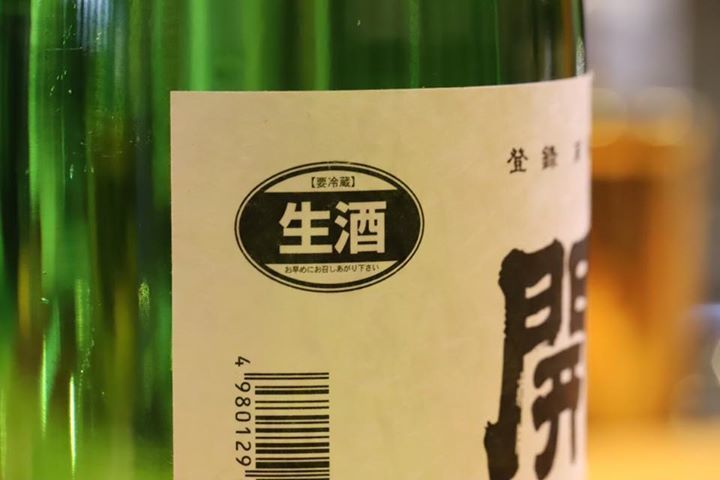 【要冷蔵】
生酒
お早めにお召しあがり下さい
登録
開
4 980129